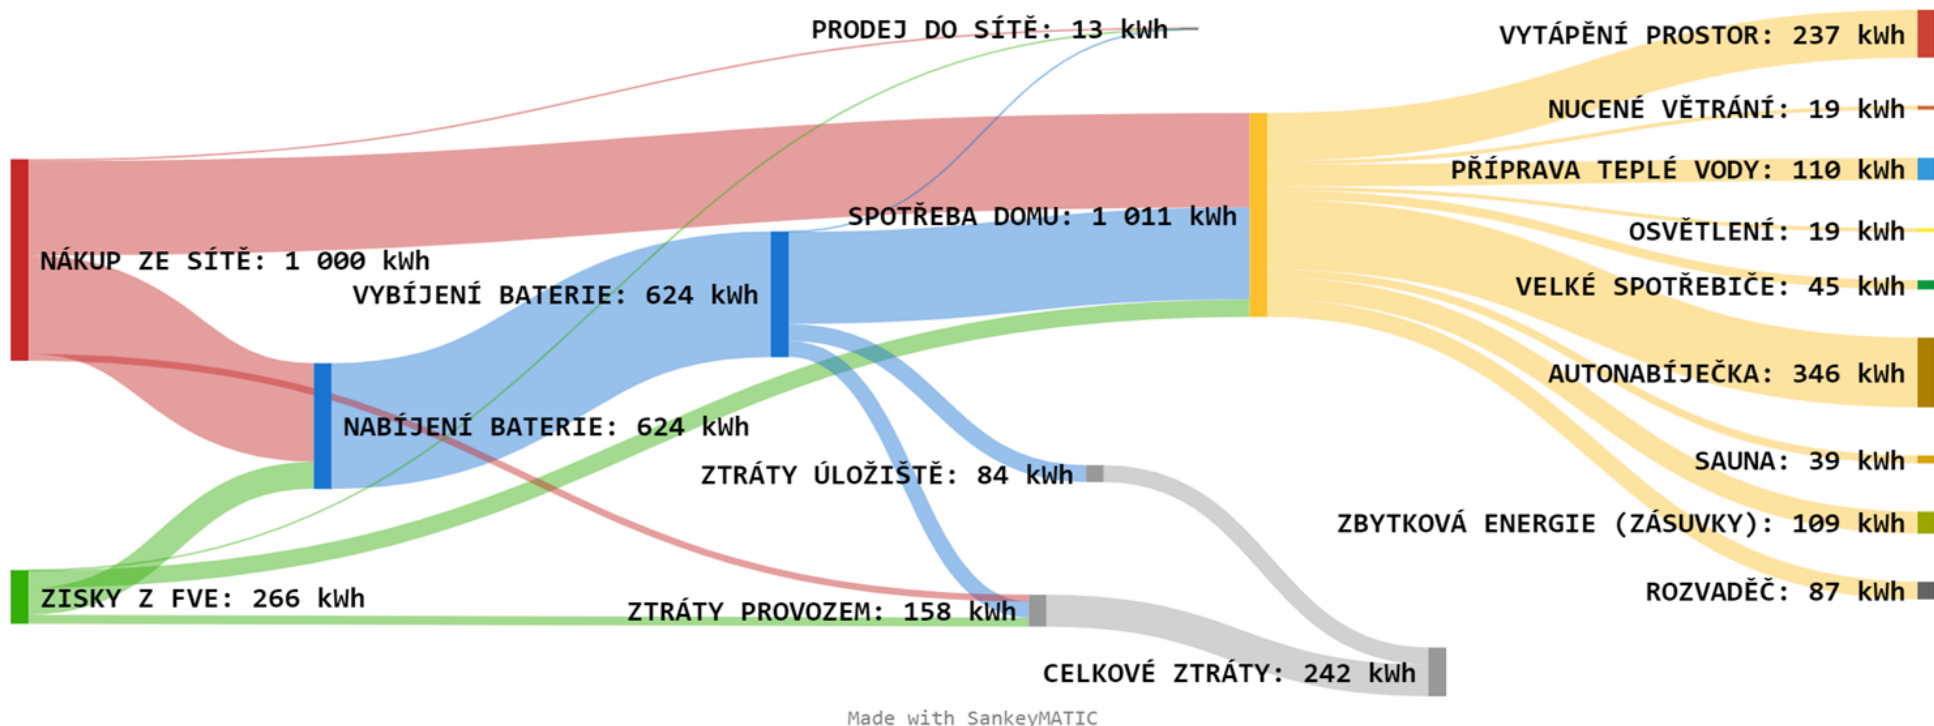 PRODEJ DO SÍTĚ: 13 kWh
VYTÁPĚNÍ PROSTOR: 237 kWh
NUCENÉ VĚTRÁNÍ: 19 kWh
PŘÍPRAVA TEPLÉ VODY: 110 kWh
SPOTŘEBA DOMU: 1 011 kWh
OSVĚTLENÍ: 19 kWh
NÁKUP ZE SÍTĚ: 1 000 kWh
VYBÍJENÍ BATERIE: 624 kWh
VELKÉ SPOTŘEBIČE: 45 kWh
AUTONABÍJEČKA: 346 kWh
NABÍJENÍ BATERIE: 624 kWh
SAUNA: 39 kWh
ZTRÁTY ÚLOŽIŠTĚ: 84 kWh
ZBYTKOVÁ ENERGIE (ZÁSUVKY): 109 kWh
ZISKY Z FVE: 266 kWh
ZTRÁTY PROVOZEM: 158 kWh
ROZVADĚČ: 87 kWh
CELKOVÉ ZTRÁTY: 242 kWh
Made with SankeyMATIC